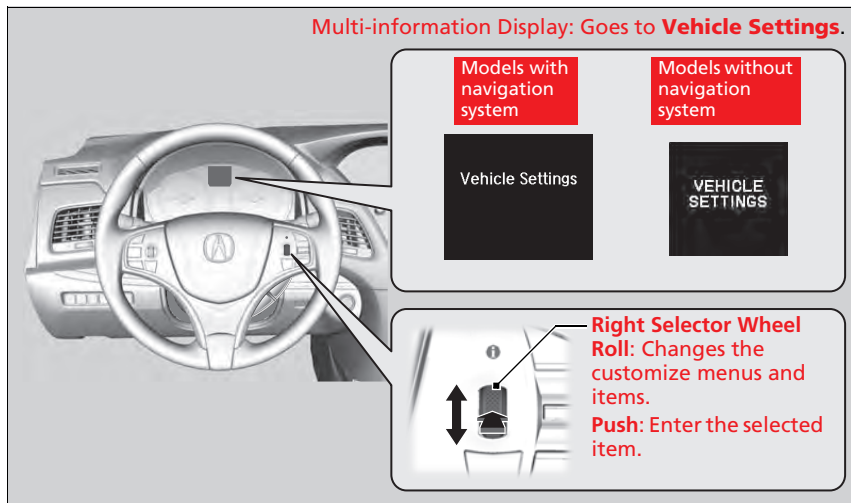 Multi-information Display: Goes to Vehicle Settings.
Models with
navigation
system
Models without
navigation
system
Vehicle Settings
VEHICLE
SETTINGS
Right Selector Wheel
Roll: Changes the
customize menus and
items.
Push: Enter the selected
item.